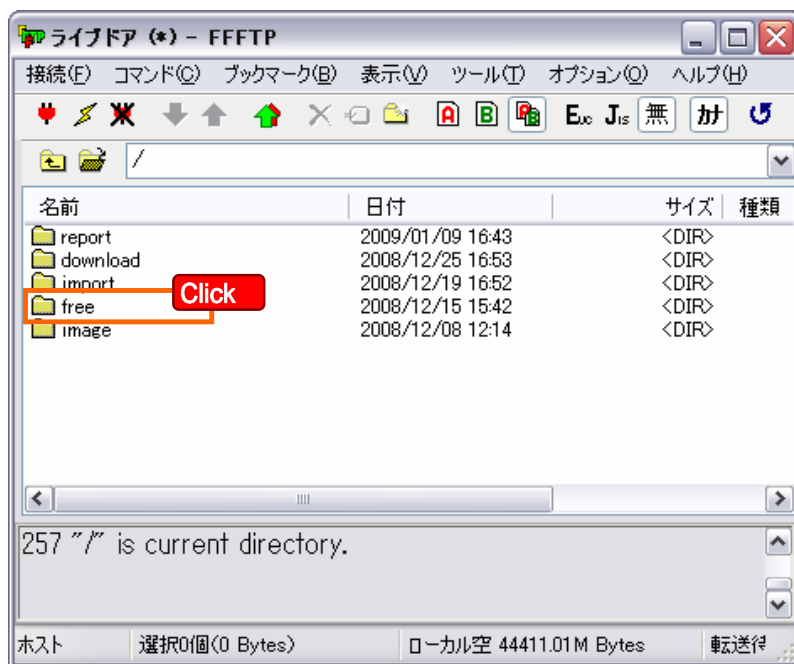 ライブドア (*) - FFFTP
接続(F) コマンド(C) ブックマーク(B) 表示(V) ツール(T) オプション(O) ヘルプ(H)
A B Euc JIS 無 カナ
/
名前 日付 サイズ 種類
report 2009/01/09 16:43 <DIR>
download 2008/12/25 16:53 <DIR>
import 2008/12/19 16:52 <DIR>
Click
free 2008/12/15 15:42 <DIR>
image 2008/12/08 12:14 <DIR>
257 "/" is current directory.
ホスト 選択0個(0 Bytes) ローカル空 44411.01M Bytes 転送待